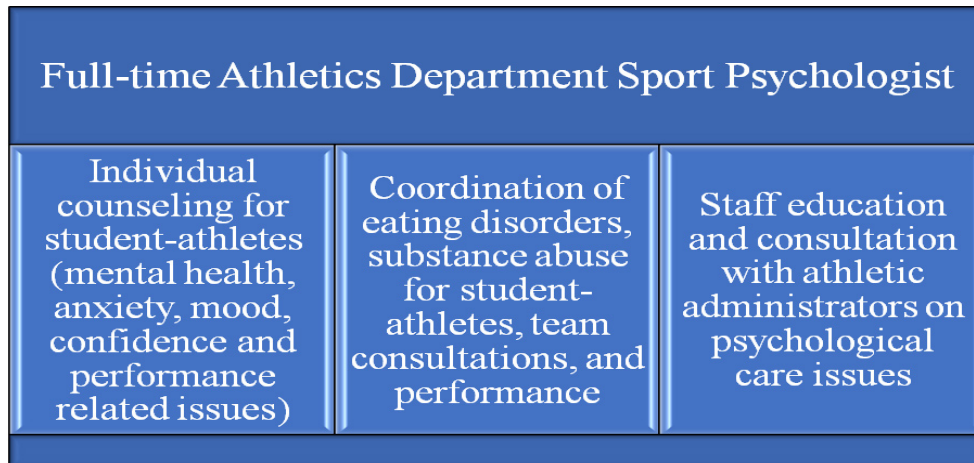 Full-time Athletics Department Sport Psychologist
Individual
counseling for
student-athletes
(mental health,
anxiety, mood,
confidence and
performance
related issues)
Coordination of
eating disorders,
substance abuse
for student-
athletes, team
consultations, and
performance
Staff education
and consultation
with athletic
administrators on
psychological
care issues